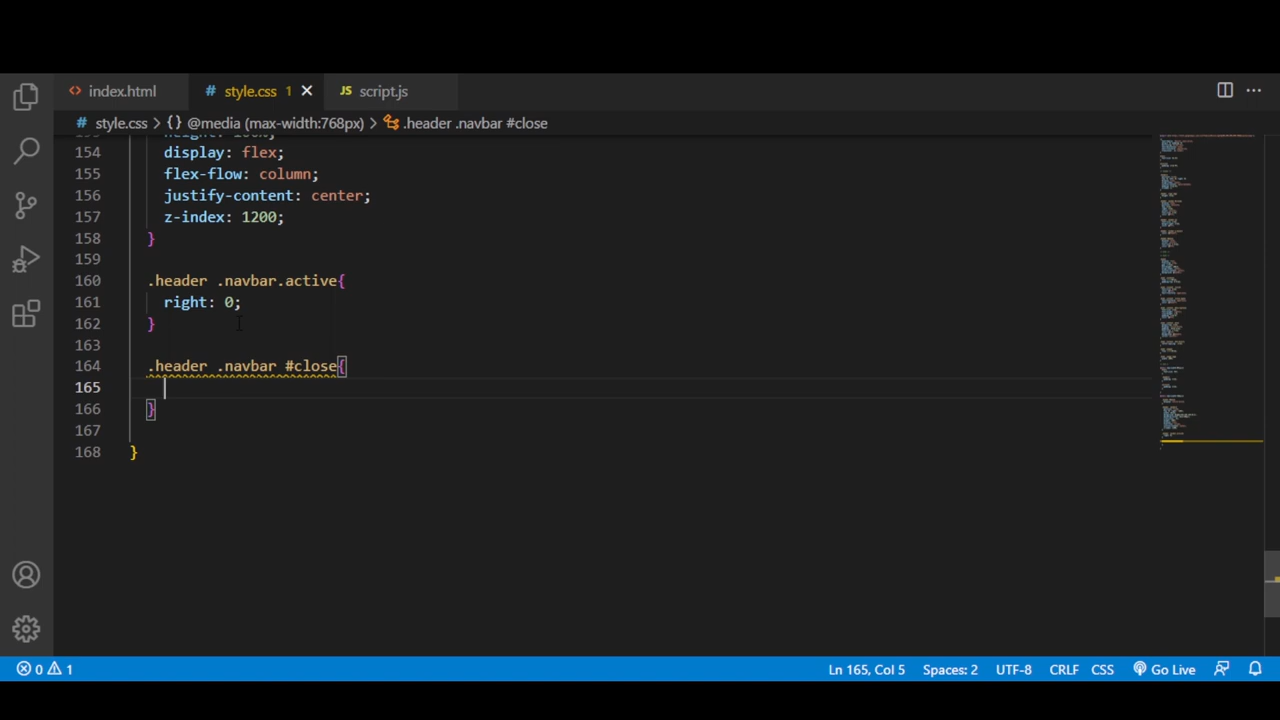 index.html
style.css 1
JS script.js
# style.css > {} @media (max-width:768px) > .header .navbar #close
154 display: flex;
155 flex-flow: column;
156 justify-content: center;
157 z-index: 1200;
158 }
159
160 .header .navbar.active{
161 right: 0;
162 }
163
164 .header .navbar #close{
165
166 }
167
168 }
0 1
Ln 165, Col 5
Spaces: 2
UTF-8
CRLF
CSS
Go Live